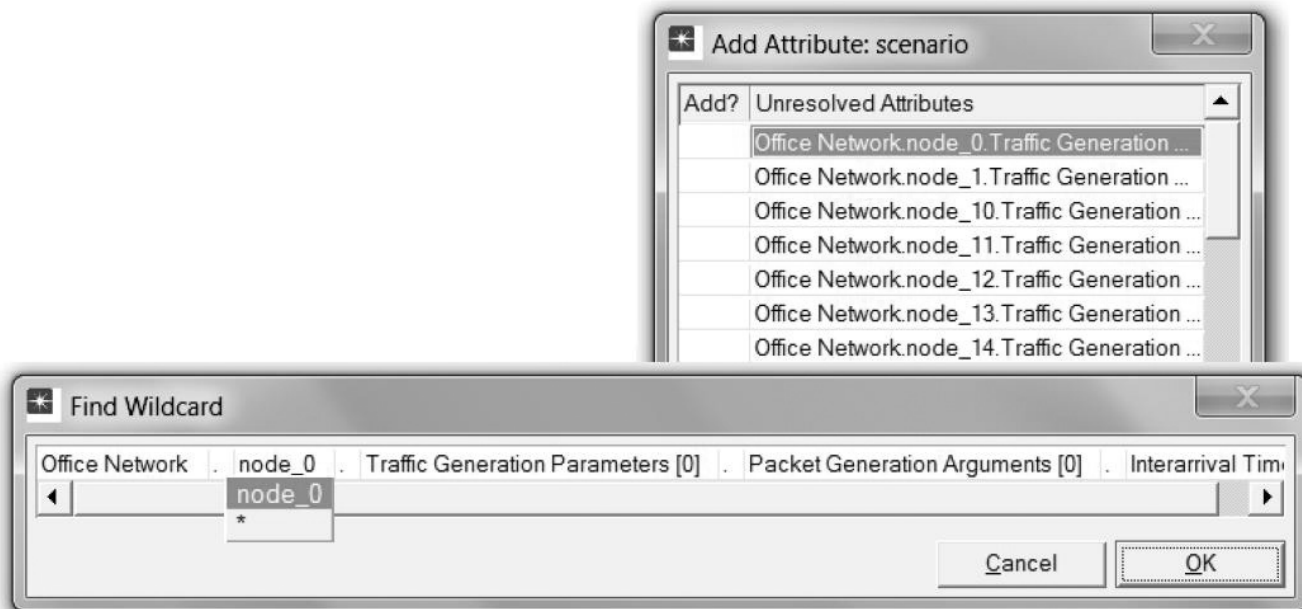 Add Attribute: scenario
Add? Unresolved Attributes
Office Network.node_0.Traffic Generation ...
Office Network.node_1.Traffic Generation ...
Office Network.node_10.Traffic Generation ...
Office Network.node_11.Traffic Generation ...
Office Network.node_12.Traffic Generation ...
Office Network.node_13.Traffic Generation ...
Office Network.node_14.Traffic Generation ...
Find Wildcard
Office Network . node_0 . Traffic Generation Parameters [0] . Packet Generation Arguments [0] . Interarrival Tim
node_0
*
Cancel OK